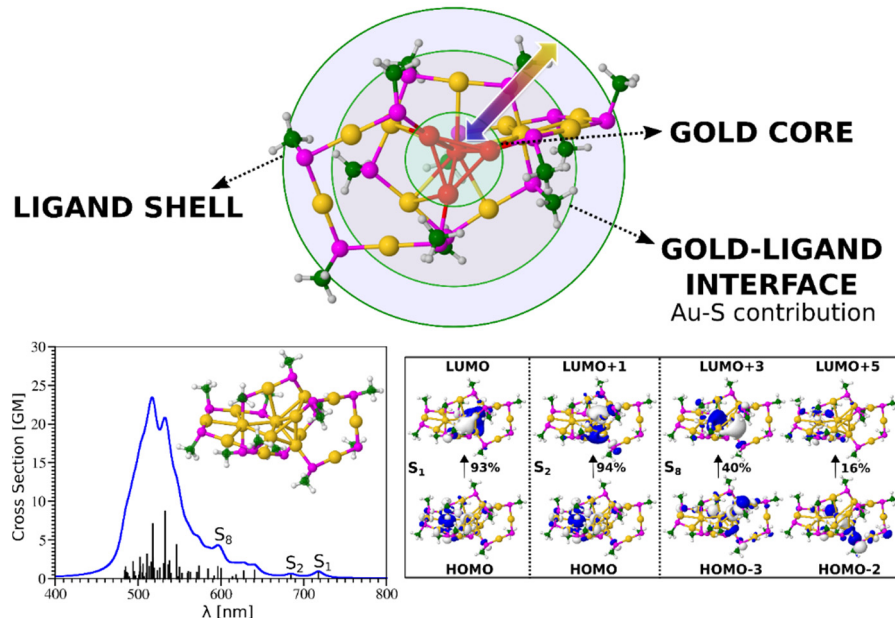 GOLD CORE
LIGAND SHELL
GOLD-LIGAND
INTERFACE
Au-S contribution
30
25
20
15
10
5
0
Cross Section [GM]
S8
S2 S1
400 500 600 700 800
λ [nm]
LUMO LUMO+1 LUMO+3 LUMO+5
S1 93% S2 94% S8 40% 16%
HOMO HOMO HOMO-3 HOMO-2